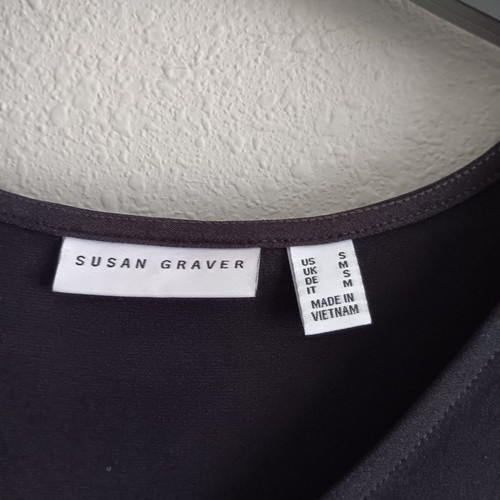 SUSAN GRAVER
US S
UK M
DE S
IT M
MADE IN
VIETNAM